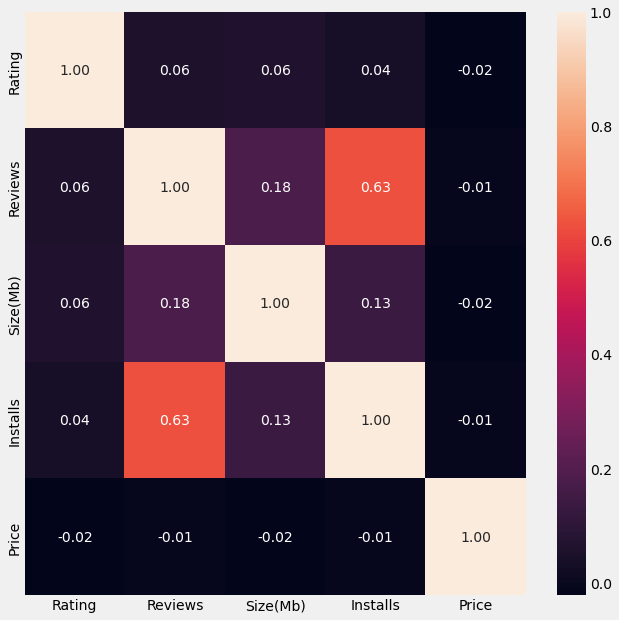 1.0
Rating 1.00 0.06 0.06 0.04 -0.02
0.8
Reviews 0.06 1.00 0.18 0.63 -0.01
0.6
Size(Mb) 0.06 0.18 1.00 0.13 -0.02
0.4
Installs 0.04 0.63 0.13 1.00 -0.01
0.2
Price -0.02 -0.01 -0.02 -0.01 1.00
0.0
Rating Reviews Size(Mb) Installs Price